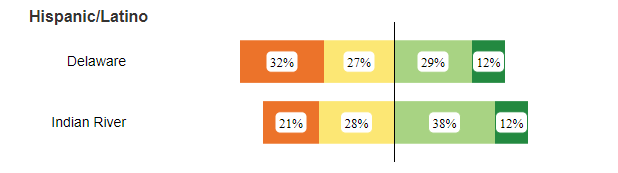 Hispanic/Latino
Delaware 32% 27% 29% 12%
Indian River 21% 28% 38% 12%